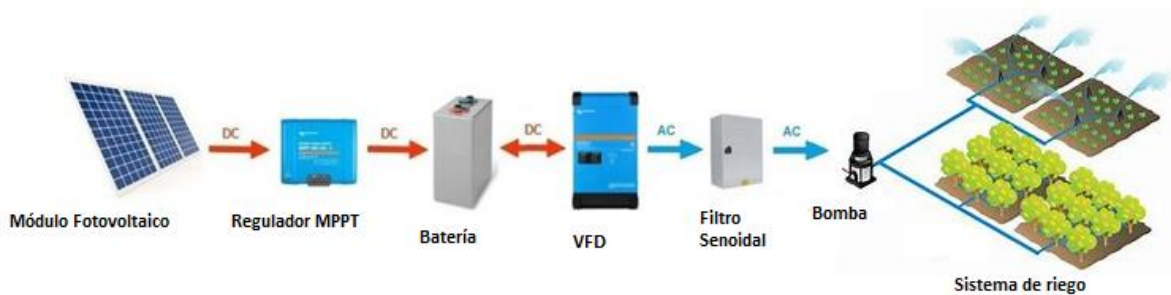 DC
DC
DC
AC
AC
Módulo Fotovoltaico
Regulador MPPT
Batería
VFD
Filtro
Senoidal
Bomba
Sistema de riego